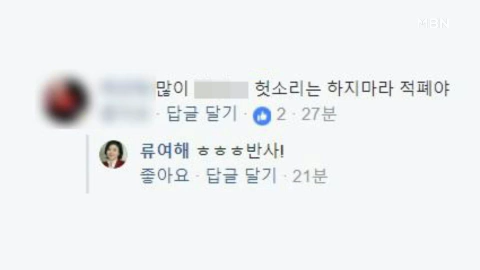 MBN
많이 헛소리는 하지마라 적폐야
· 답글 달기 · 2 · 27분
류여해 ㅎㅎㅎ반사!
좋아요 · 답글 달기 · 21분